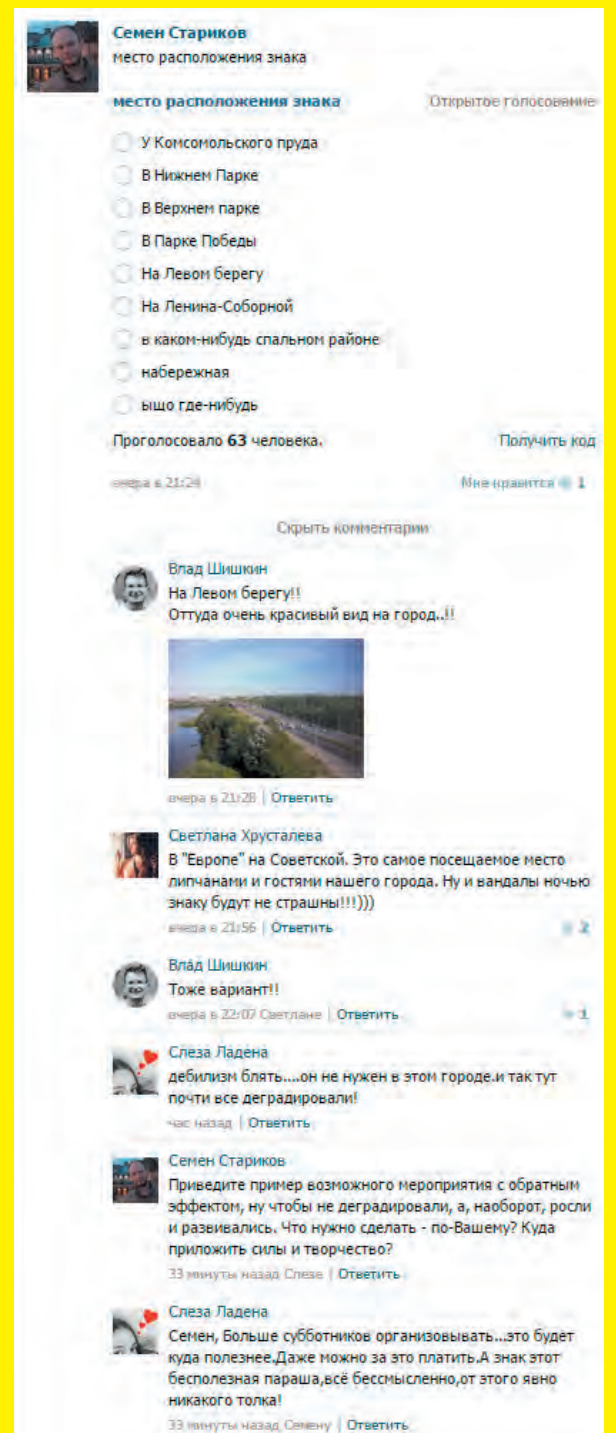 Семен Стариков
место расположения знака
место расположения знака Открытое голосование
У Комсомольского пруда
В Нижнем Парке
В Верхнем парке
В Парке Победы
На Левом берегу
На Ленина-Соборной
в каком-нибудь спальном районе
набережная
ыщо где-нибудь
Проголосовало 63 человека. Получить код
вчера в 21:24 Мне нравится 1
Скрыть комментарии
Влад Шишкин
На Левом берегу!!
Оттуда очень красивый вид на город..!!
вчера в 21:28 | Ответить
Светлана Хрусталева
В "Европе" на Советской. Это самое посещаемое место
липчанами и гостями нашего города. Ну и вандалы ночью
знаку будут не страшны!!!)))
вчера в 21:56 | Ответить 2
Влад Шишкин
Тоже вариант!!
вчера в 22:07 Светлане | Ответить 1
Слеза Ладена
дебилизм блять....он не нужен в этом городе.и так тут
почти все деградировали!
час назад | Ответить
Семен Стариков
Приведите пример возможного мероприятия с обратным
эффектом, ну чтобы не деградировали, а, наоборот, росли
и развивались. Что нужно сделать - по-Вашему? Куда
приложить силы и творчество?
33 минуты назад Слезе | Ответить
Слеза Ладена
Семен, Больше субботников организовывать...это будет
куда полезнее.Даже можно за это платить.А знак этот
бесполезная параша,всё бессмысленно,от этого явно
никакого толка!
33 минуты назад Семену | Ответить